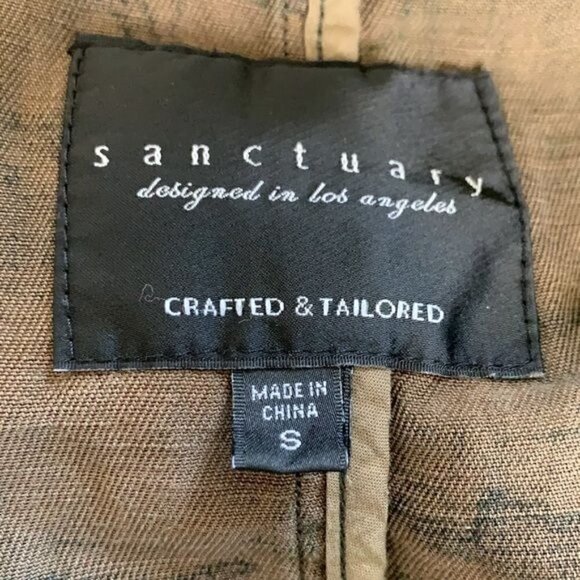 sanctuary
designed in los angeles
CRAFTED & TAILORED
MADE IN
CHINA
S